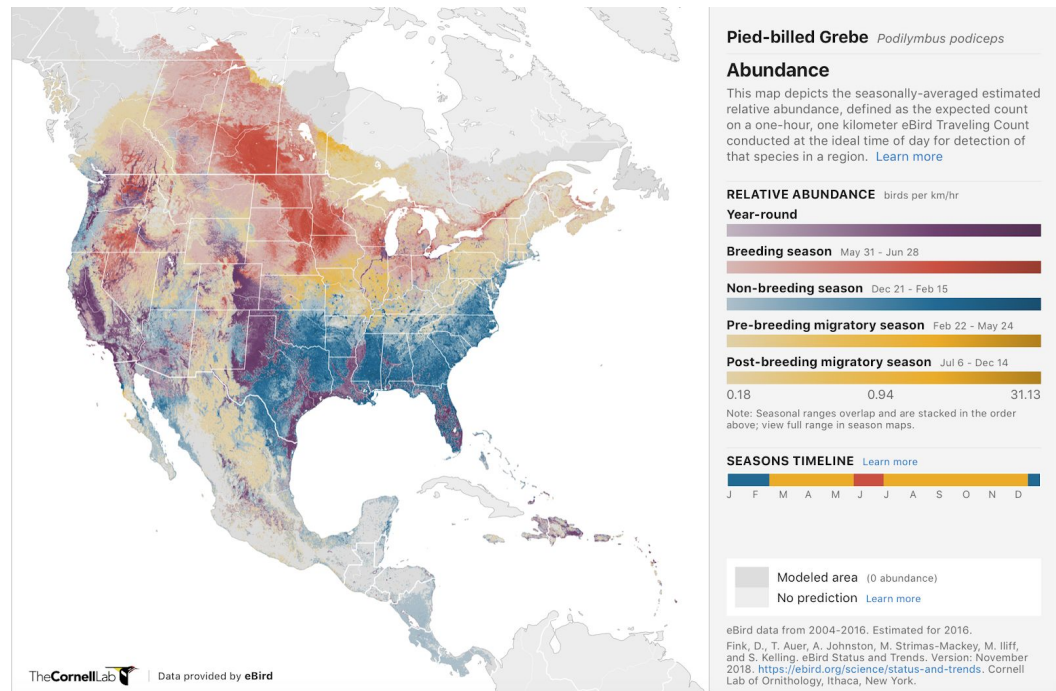 Pied-billed Grebe Podilymbus podiceps
Abundance
This map depicts the seasonally-averaged estimated
relative abundance, defined as the expected count
on a one-hour, one kilometer eBird Traveling Count
conducted at the ideal time of day for detection of
that species in a region. Learn more
RELATIVE ABUNDANCE birds per km/hr
Year-round
Breeding season May 31 - Jun 28
Non-breeding season Dec 21 - Feb 15
Pre-breeding migratory season Feb 22 - May 24
Post-breeding migratory season Jul 6 - Dec 14
0.18 0.94 31.13
Note: Seasonal ranges overlap and are stacked in the order
above; view full range in season maps.
SEASONS TIMELINE Learn more
J F M A M J J A S O N D
Modeled area (0 abundance)
No prediction Learn more
eBird data from 2004-2016. Estimated for 2016.
Fink, D., T. Auer, A. Johnston, M. Strimas-Mackey, M. Iliff,
and S. Kelling. eBird Status and Trends. Version: November
2018. https://ebird.org/science/status-and-trends. Cornell
Lab of Ornithology, Ithaca, New York.
TheCornellLab Data provided by eBird